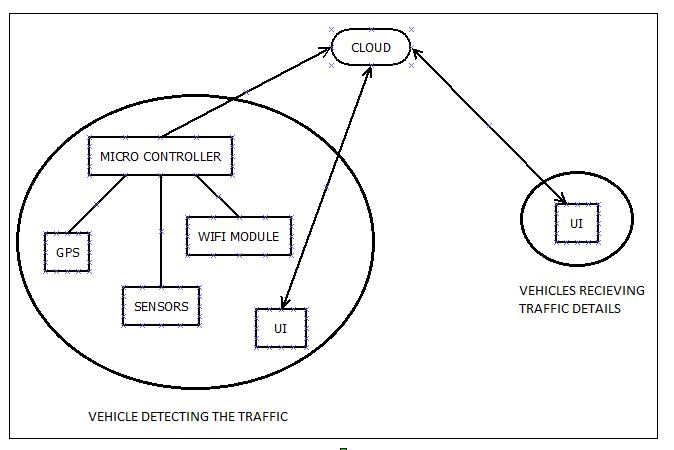 CLOUD
MICRO CONTROLLER
WIFI MODULE
GPS
SENSORS
UI
UI
VEHICLES RECIEVING
TRAFFIC DETAILS
VEHICLE DETECTING THE TRAFFIC